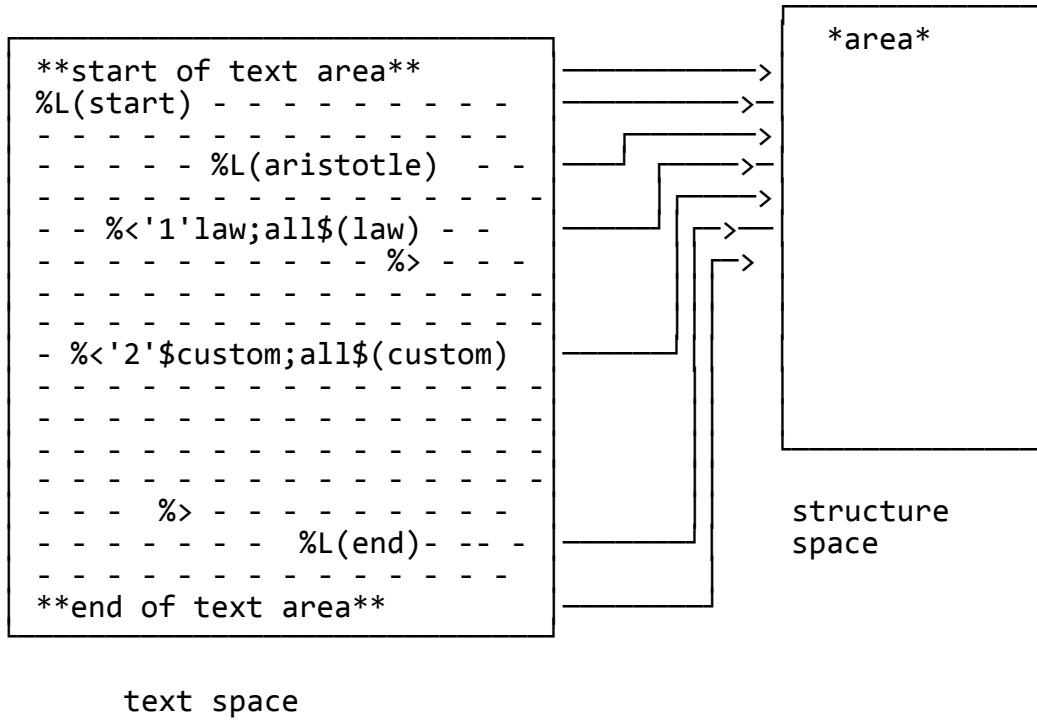 *area*
**start of text area**
%L(start) - - - - - - - - -
- - - - - - - - - - - - - -
- - - - - %L(aristotle) - -
- - - - - - - - - - - - - - -
- - %<'1'law;all$(law) - -
- - - - - - - - - - %> - - -
- - - - - - - - - - - - - - -
- - - - - - - - - - - - - - -
- %<'2'$custom;all$(custom)
- - - - - - - - - - - - - - -
- - - - - - - - - - - - - - -
- - - - - - - - - - - - - - -
- - - - - - - - - - - - - - -
- - - %> - - - - - - - - -
- - - - - - - %L(end)- -- -
- - - - - - - - - - - - - -
**end of text area**
structure
space
text space